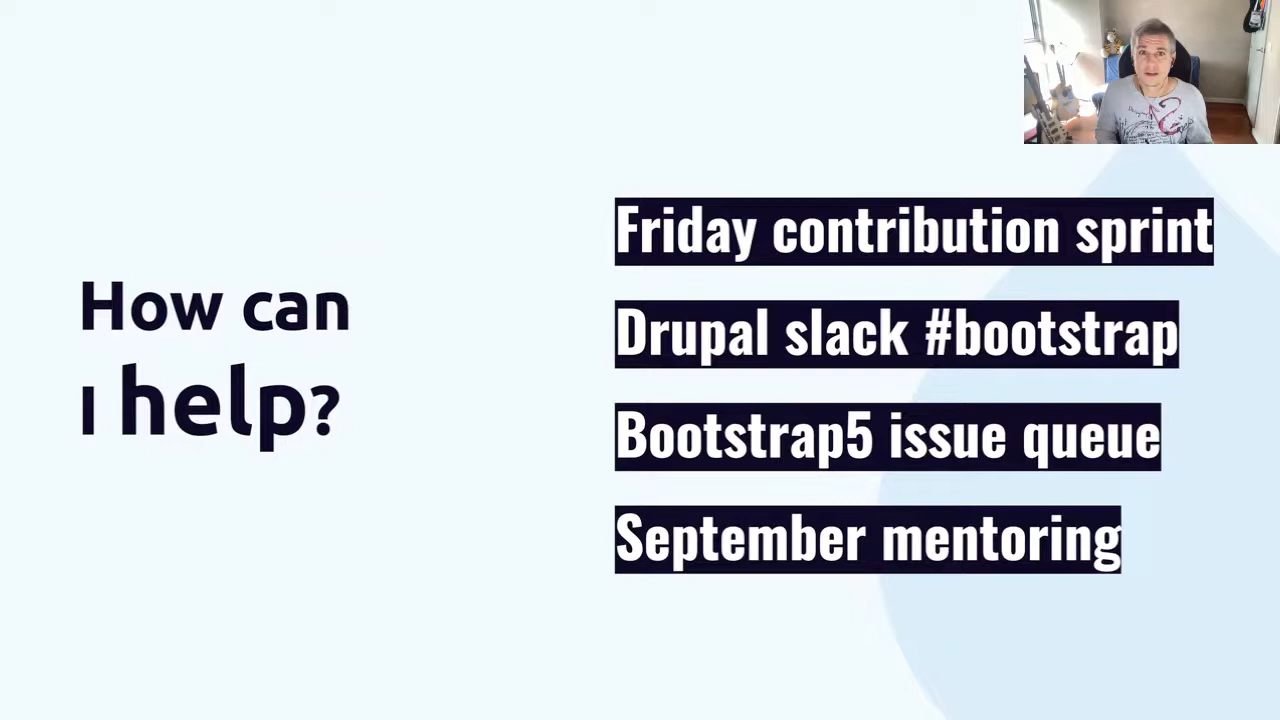 How can
I help?
Friday contribution sprint
Drupal slack #bootstrap
Bootstrap5 issue queue
September mentoring